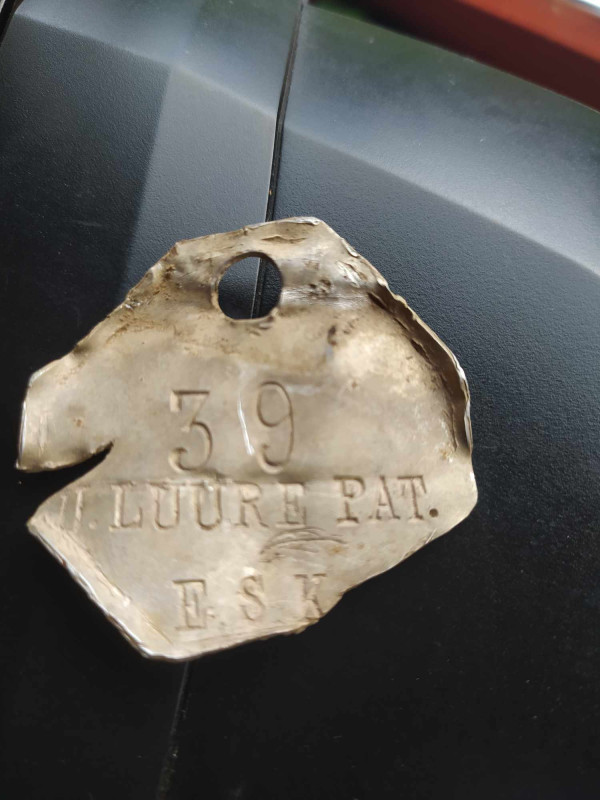 39
U. LUURE PAT.
E. S K